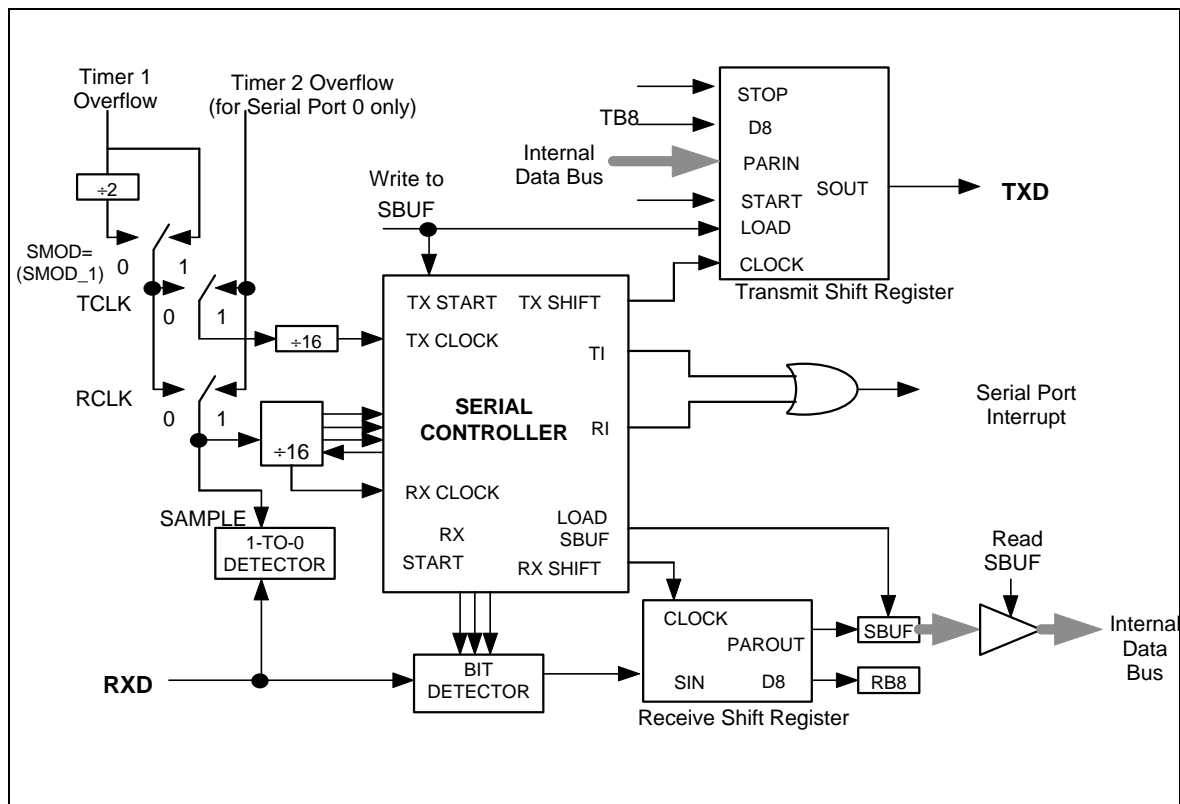 Timer 1
Overflow
Timer 2 Overflow
(for Serial Port 0 only)
÷2
SMOD=
(SMOD_1)
0
1
TCLK
0
1
RCLK
0
1
÷16
÷16
SAMPLE
1-TO-0
DETECTOR
RXD
Write to
SBUF
TX START
TX SHIFT
TX CLOCK
TI
SERIAL
CONTROLLER
RI
RX CLOCK
LOAD
SBUF
RX
START
RX SHIFT
BIT
DETECTOR
TB8
Internal
Data Bus
STOP
D8
PARIN
SOUT
START
LOAD
CLOCK
Transmit Shift Register
TXD
Serial Port
Interrupt
CLOCK
PAROUT
SIN
D8
Receive Shift Register
SBUF
RB8
Read
SBUF
Internal
Data
Bus